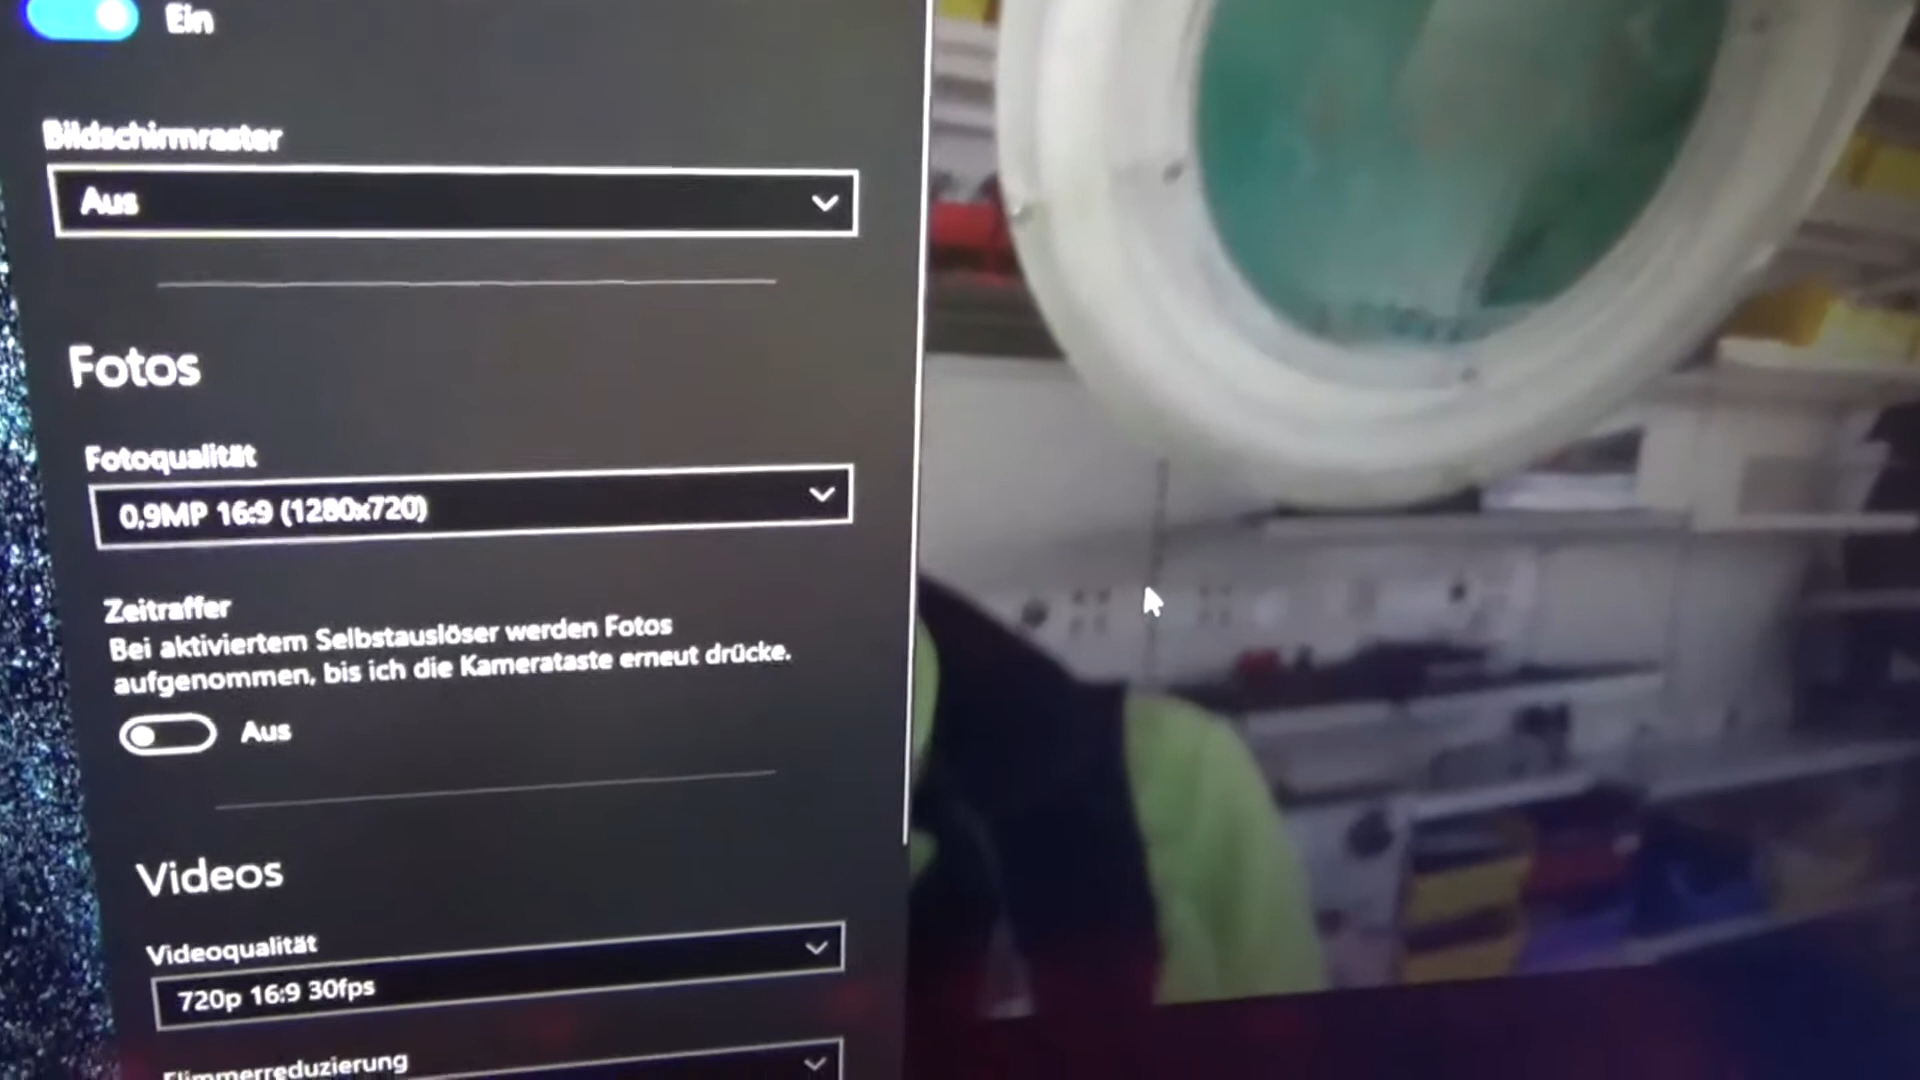 Ein
Bildschirmraster
Aus
Fotos
Fotoqualität
0,9MP 16:9 (1280x720)
Zeitraffer
Bei aktiviertem Selbstauslöser werden Fotos
aufgenommen, bis ich die Kamerataste erneut drücke.
Aus
Videos
Videoqualität
720p 16:9 30fps
Flimmerreduzierung